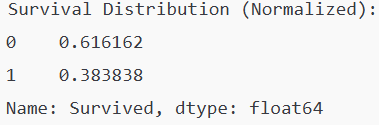 Survival Distribution (Normalized):
0    0.616162
1    0.383838
Name: Survived, dtype: float64